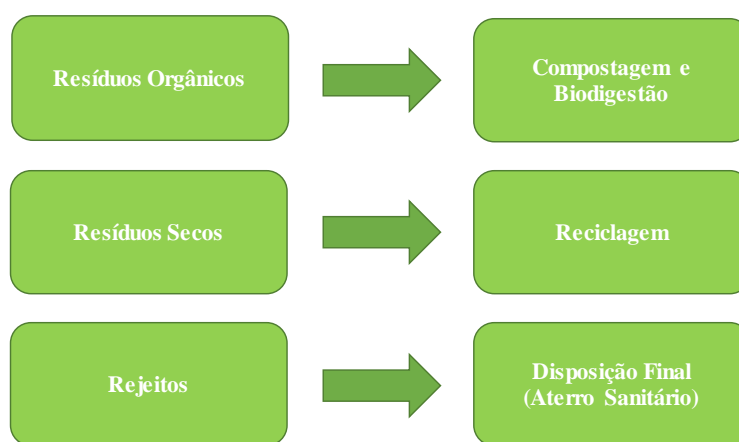 Resíduos Orgânicos
Compostagem e
Biodigestão
Resíduos Secos
Reciclagem
Rejeitos
Disposição Final
(Aterro Sanitário)